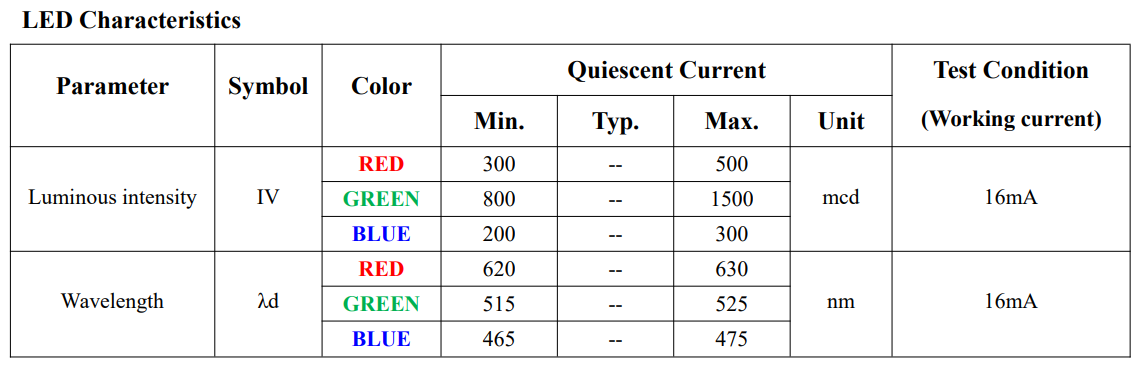 LED Characteristics
Parameter Symbol Color Quiescent Current Test Condition
(Working current)
Min. Typ. Max. Unit
Luminous intensity IV RED 300 -- 500 mcd 16mA
GREEN 800 -- 1500
BLUE 200 -- 300
Wavelength λd RED 620 -- 630 nm 16mA
GREEN 515 -- 525
BLUE 465 -- 475